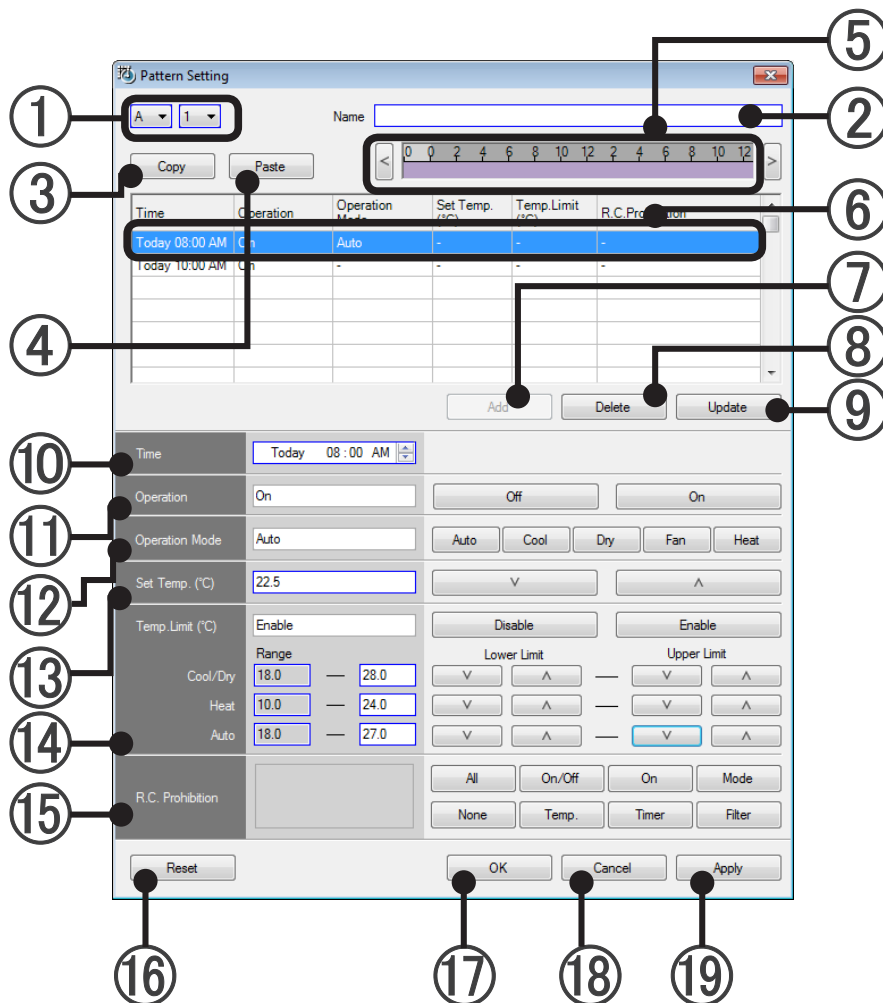 5
Pattern Setting
1
A 1
Name
2
< 0 0 2 4 6 8 10 12 2 4 6 8 10 12 >
Copy Paste
3
Time Operation Operation Mode Set Temp. (°C) Temp.Limit (°C) R.C.Prohibition
6
Today 08:00 AM On Auto - - -
Today 10:00 AM On - - - -
7
4
8
Add Delete Update
9
10
Time Today 08:00 AM
Operation On Off On
11
Operation Mode Auto Auto Cool Dry Fan Heat
12
Set Temp. (°C) 22.5 ∨ ∧
13
Temp.Limit (°C) Enable Disable Enable
Range Lower Limit Upper Limit
Cool/Dry 18.0 — 28.0 ∨ ∧ — ∨ ∧
Heat 10.0 — 24.0 ∨ ∧ — ∨ ∧
Auto 18.0 — 27.0 ∨ ∧ — ∨ ∧
14
R.C. Prohibition
All On/Off On Mode
15
None Temp. Timer Filter
Reset OK Cancel Apply
16 17 18 19